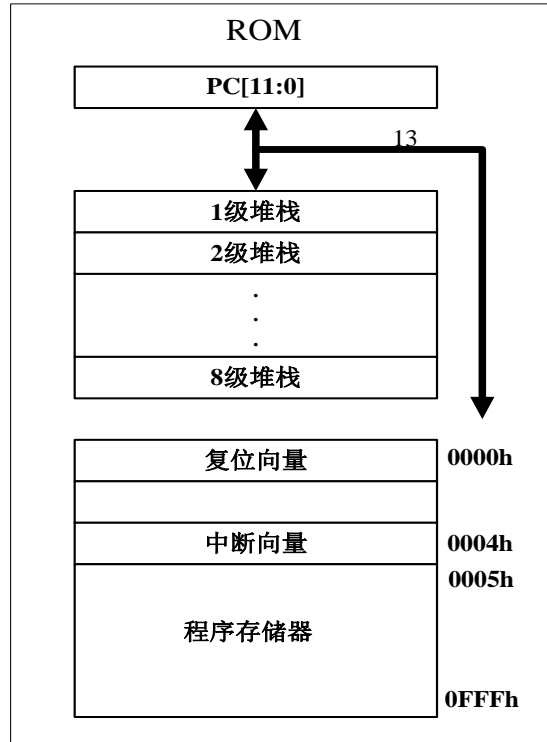 ROM
PC[11:0]
13
1级堆栈
2级堆栈
.
.
.
8级堆栈
复位向量 0000h
中断向量 0004h
0005h
程序存储器
0FFFh